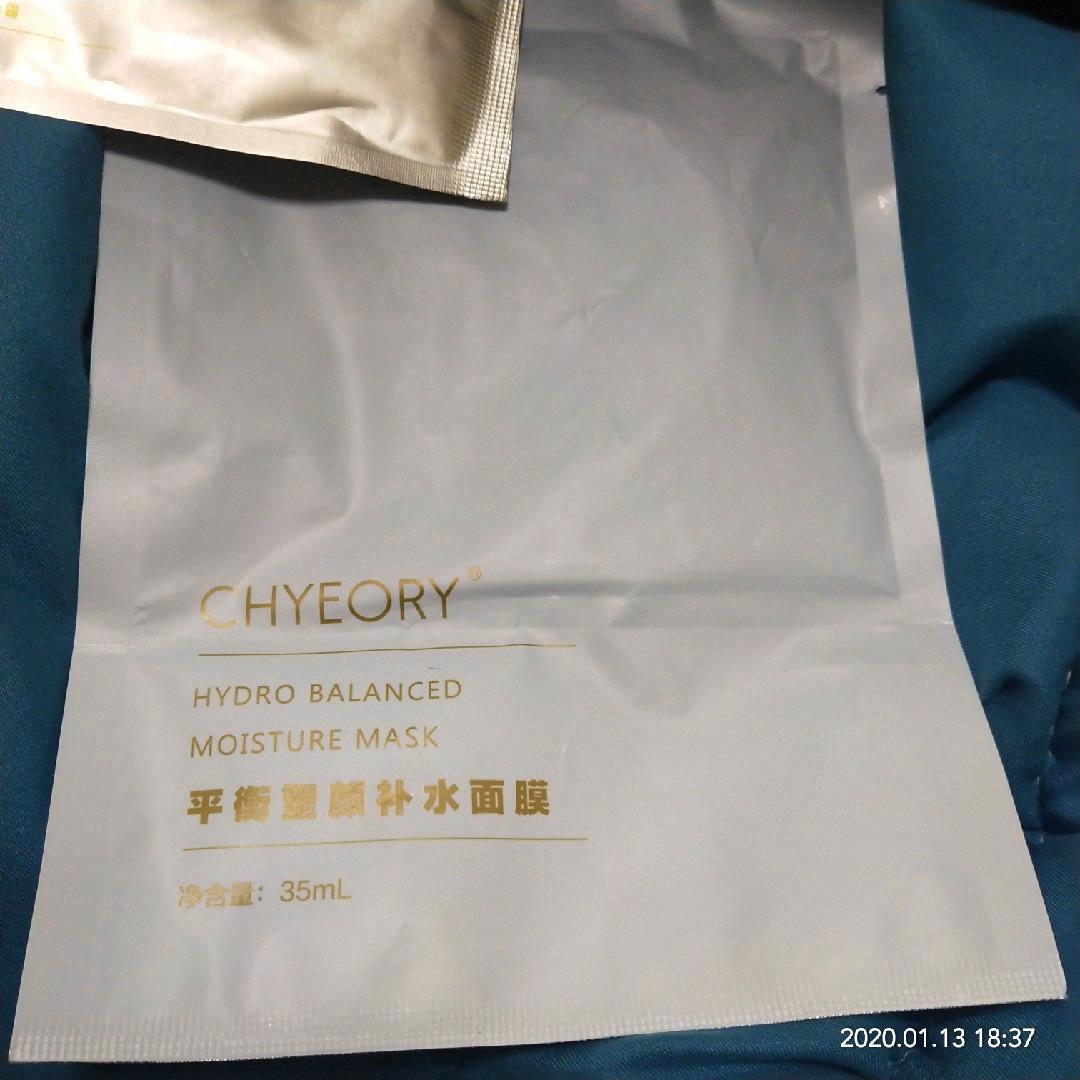 CHYEORY®
HYDRO BALANCED
MOISTURE MASK
平衡塑颜补水面膜
净含量：35mL
2020.01.13 18:37